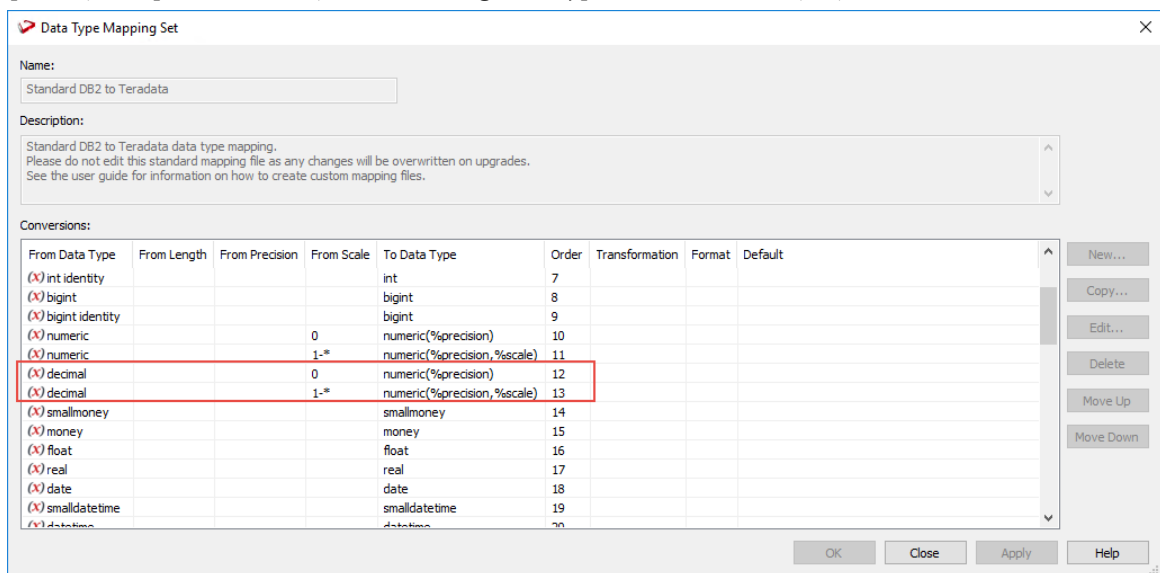 Data Type Mapping Set
Name:
Standard DB2 to Teradata
Description:
Standard DB2 to Teradata data type mapping.
Please do not edit this standard mapping file as any changes will be overwritten on upgrades.
See the user guide for information on how to create custom mapping files.
Conversions:
From Data Type From Length From Precision From Scale To Data Type Order Transformation Format Default
(x) int identity int 7
(x) bigint bigint 8
(x) bigint identity bigint 9
(x) numeric 0 numeric(%precision) 10
(x) numeric 1-* numeric(%precision,%scale) 11
(x) decimal 0 numeric(%precision) 12
(x) decimal 1-* numeric(%precision,%scale) 13
(x) smallmoney smallmoney 14
(x) money money 15
(x) float float 16
(x) real real 17
(x) date date 18
(x) smalldatetime smalldatetime 19
(x) datetime datetime 20
New...
Copy...
Edit...
Delete
Move Up
Move Down
OK Close Apply Help